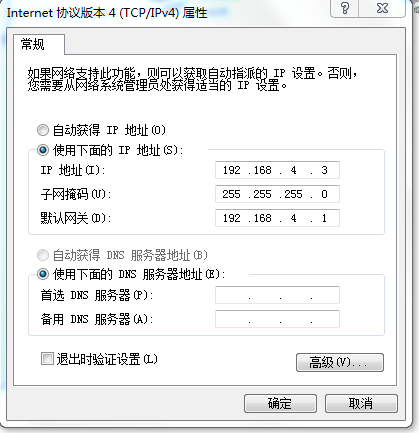 Internet 协议版本 4 (TCP/IPv4) 属性
常规
如果网络支持此功能，则可以获取自动指派的 IP 设置。否则，
您需要从网络系统管理员处获得适当的 IP 设置。
自动获得 IP 地址(O)
使用下面的 IP 地址(S):
IP 地址(I): 192 .168 . 4 . 3
子网掩码(U): 255 .255 .255 . 0
默认网关(D): 192 .168 . 4 . 1
自动获得 DNS 服务器地址(B)
使用下面的 DNS 服务器地址(E):
首选 DNS 服务器(P): . . .
备用 DNS 服务器(A): . . .
退出时验证设置(L)
高级(V)...
确定 取消